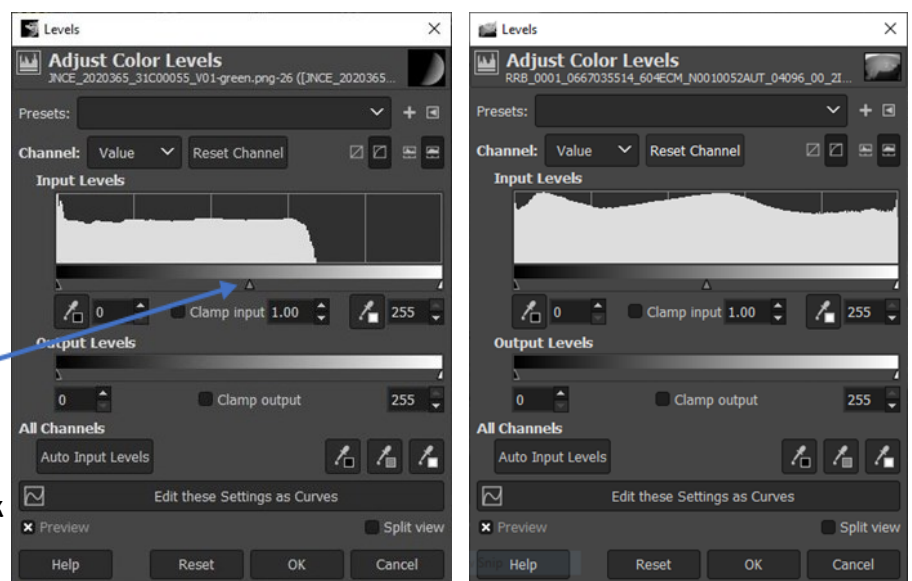 Levels
Adjust Color Levels
JNCE_2020365_31C00055_V01-green.png-26 ([JNCE_2020365...
Presets:
Channel: Value Reset Channel
Input Levels
0 Clamp input 1.00 255
Output Levels
0 Clamp output 255
All Channels
Auto Input Levels
Edit these Settings as Curves
Preview Split view
Help Reset OK Cancel
Levels
Adjust Color Levels
RRB_0001_0667035514_604ECM_N0010052AUT_04096_00_2I...
Presets:
Channel: Value Reset Channel
Input Levels
0 Clamp input 1.00 255
Output Levels
0 Clamp output 255
All Channels
Auto Input Levels
Edit these Settings as Curves
Preview Split view
Help Reset OK Cancel